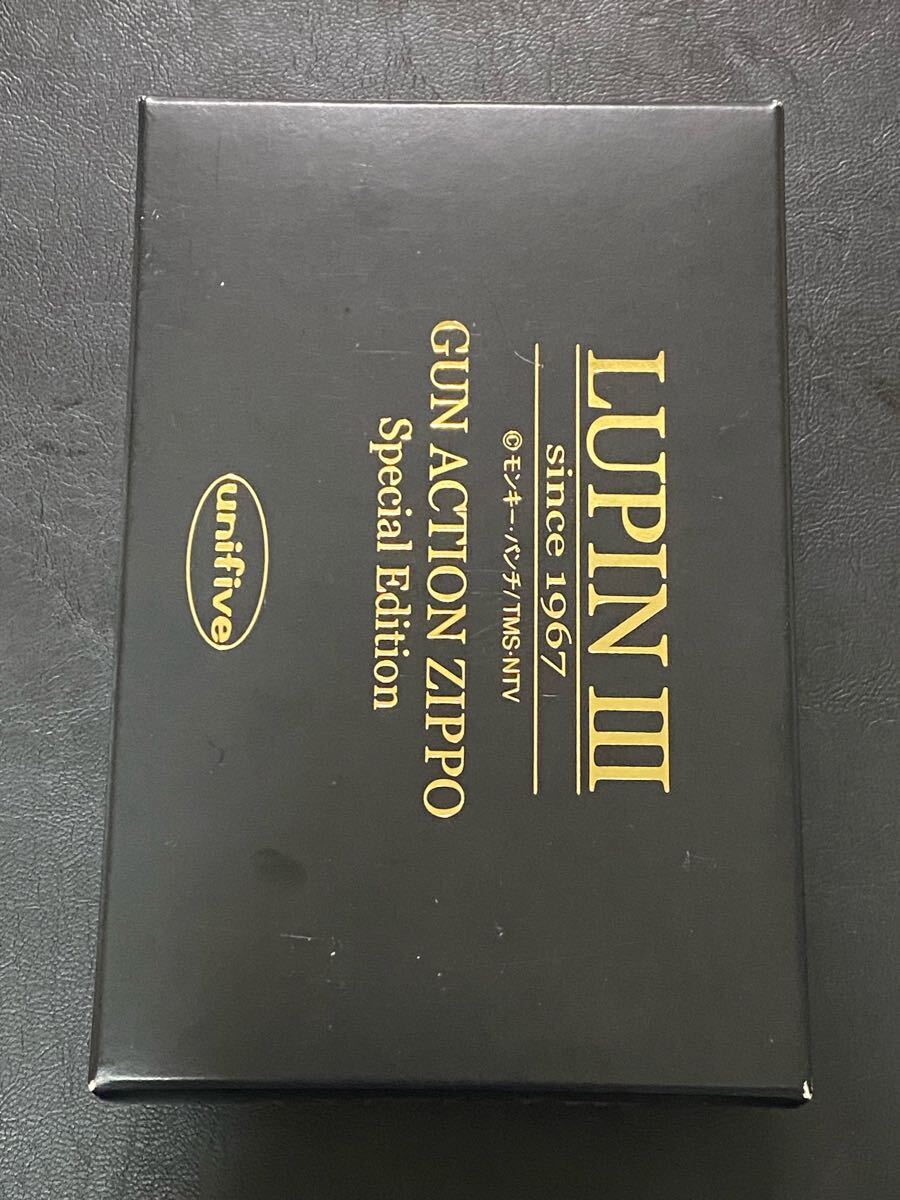 LUPIN III
since 1967
©モンキー・パンチ/TMS・NTV
GUN ACTION ZIPPO
Special Edition
unifive